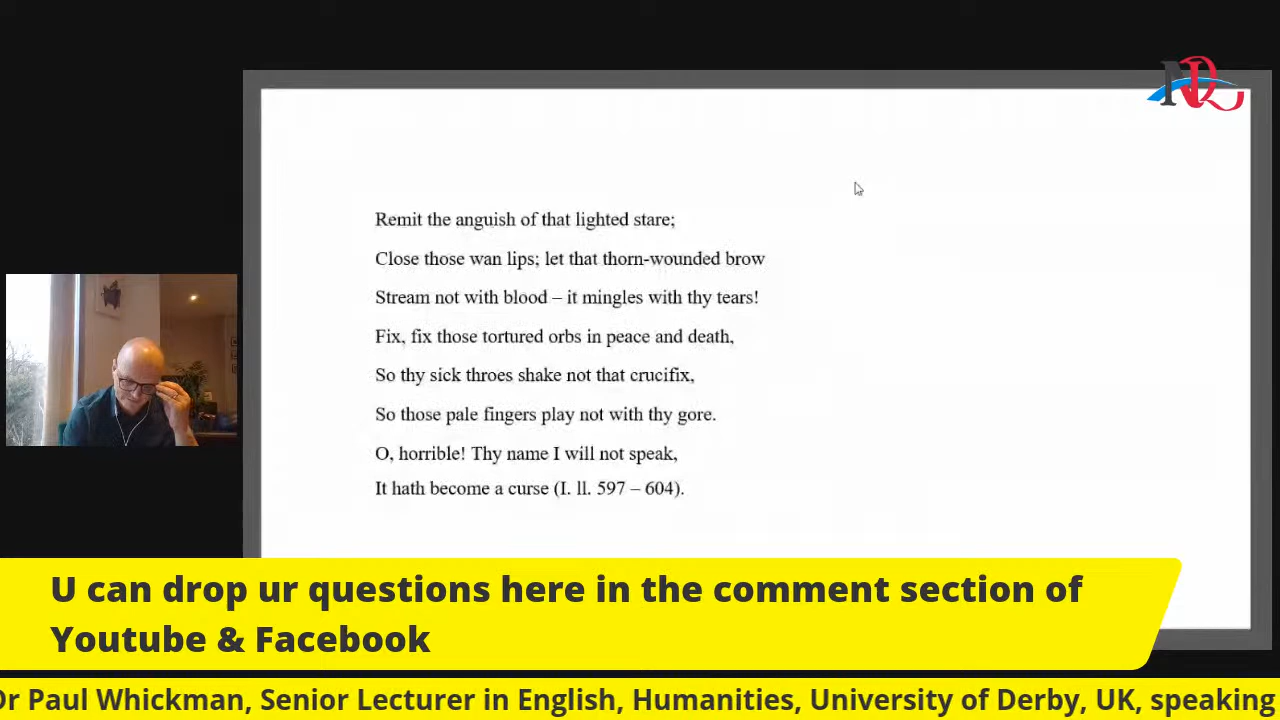 Remit the anguish of that lighted stare;
Close those wan lips; let that thorn-wounded brow
Stream not with blood – it mingles with thy tears!
Fix, fix those tortured orbs in peace and death,
So thy sick throes shake not that crucifix,
So those pale fingers play not with thy gore.
O, horrible! Thy name I will not speak,
It hath become a curse (I. ll. 597 – 604).
U can drop ur questions here in the comment section of
Youtube & Facebook
Dr Paul Whickman, Senior Lecturer in English, Humanities, University of Derby, UK, speaking